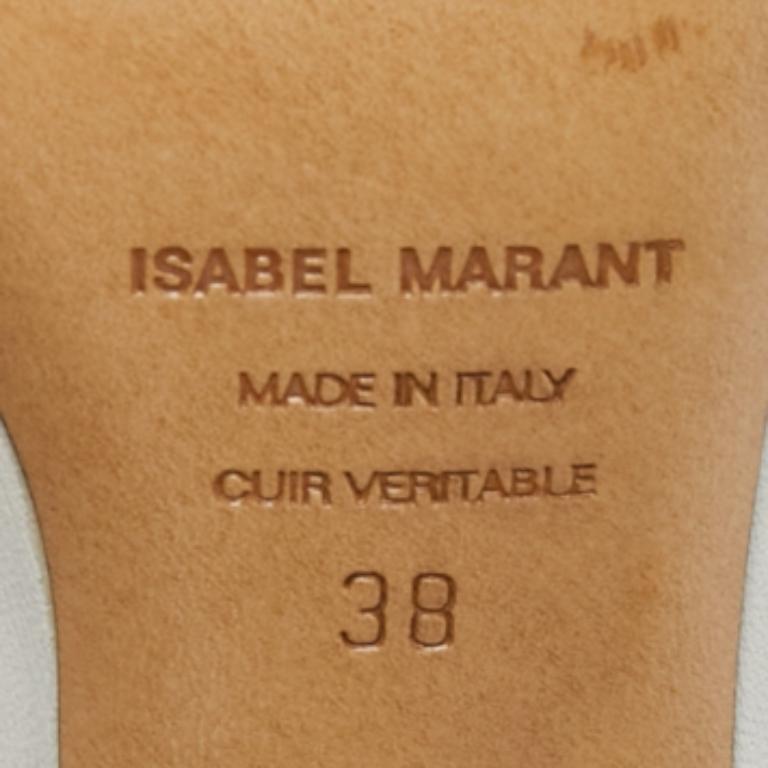 ISABEL MARANT
MADE IN ITALY
CUIR VERITABLE
38